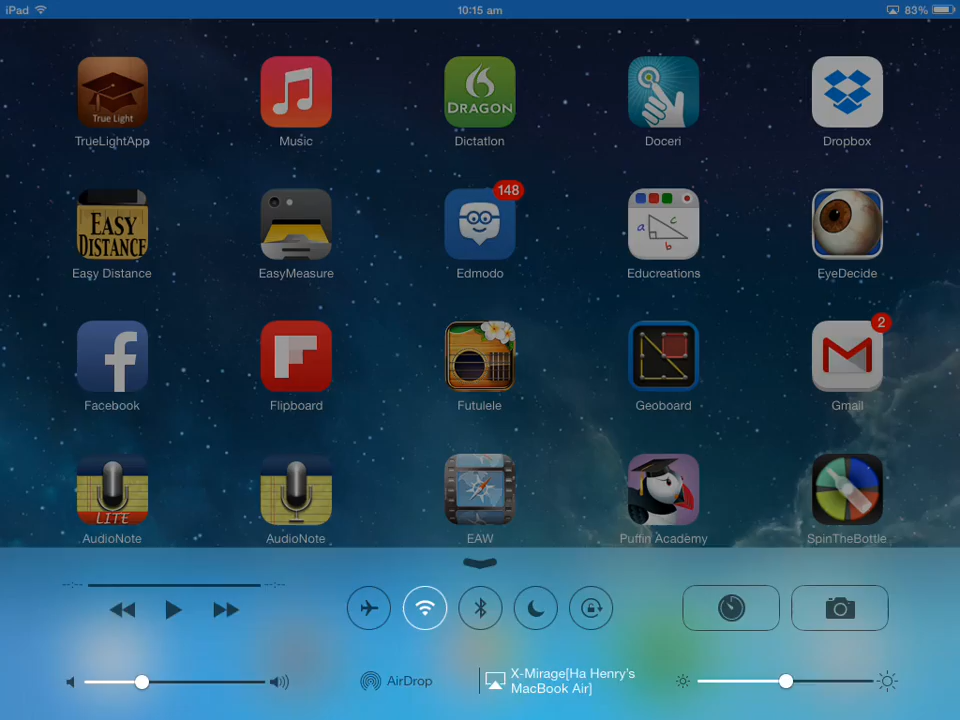 iPad 10:15 am 83%
True Light
DRAGON
TrueLightApp Music Dictation Doceri Dropbox
148
EASY DISTANCE
a c b
Easy Distance EasyMeasure Edmodo Educreations EyeDecide
2
Facebook Flipboard Futulele Geoboard Gmail
LITE
AudioNote AudioNote EAW Puffin Academy SpinTheBottle
--:-- --:--
AirDrop
X-Mirage[Ha Henry's
MacBook Air]